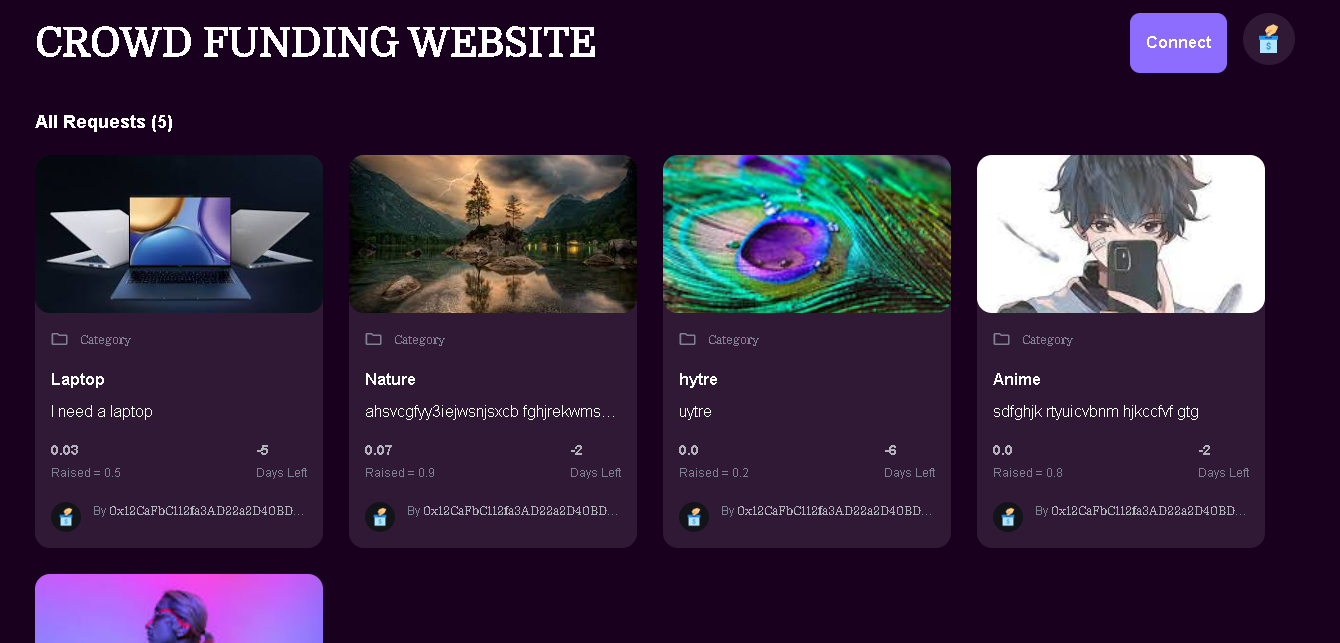 CROWD FUNDING WEBSITE
Connect
All Requests (5)
Category
Laptop
I need a laptop
0.03 -5
Raised = 0.5 Days Left
By 0x12CaFbC112fa3AD22a2D40BD...
Category
Nature
ahsvcgfyy3iejwsnjsxcb fghjrekwms...
0.07 -2
Raised = 0.9 Days Left
By 0x12CaFbC112fa3AD22a2D40BD...
Category
hytre
uytre
0.0 -6
Raised = 0.2 Days Left
By 0x12CaFbC112fa3AD22a2D40BD...
Category
Anime
sdfghjk rtyuicvbnm hjkccfvf gtg
0.0 -2
Raised = 0.8 Days Left
By 0x12CaFbC112fa3AD22a2D40BD...